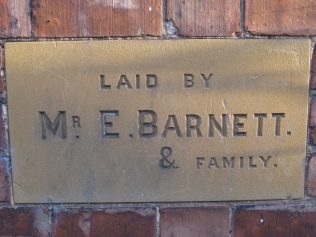 LAID BY
MR E. BARNETT.
& FAMILY.